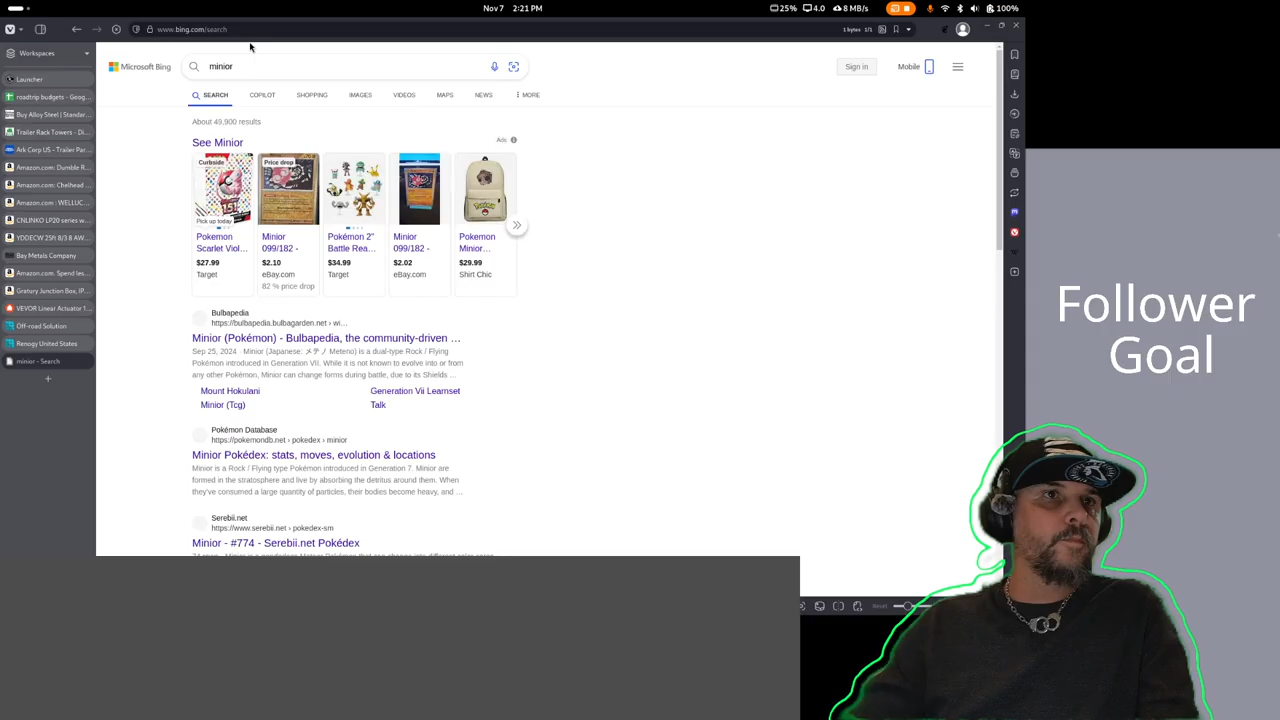 Nov 7 2:21 PM
25% 4.0 8 MB/s 100%
www.bing.com/search
1 bytes 1/1
Workspaces
Launcher
roadtrip budgets - Goog...
Buy Alloy Steel | Standar...
Trailer Rack Towers - Di...
Ark Corp US - Trailer Par...
Amazon.com: Dumble R...
Amazon.com: Chelhead ...
Amazon.com : WELLUC...
CNLINKO LP20 series w...
YDDECW 25ft 8/3 8 AW...
Bay Metals Company
Amazon.com. Spend les...
Gratury Junction Box, IP...
VEVOR Linear Actuator 1...
Off-road Solution
Renogy United States
minior - Search
Microsoft Bing
minior
Sign in
Mobile
SEARCH COPILOT SHOPPING IMAGES VIDEOS MAPS NEWS MORE
About 49,900 results
See Minior
Ads
Curbside
Pick up today
Pokemon
Scarlet Viol...
$27.99
Target
Price drop
Minior
099/182 -
$2.10
eBay.com
82 % price drop
Pokémon 2"
Battle Rea...
$34.99
Target
Minior
099/182 -
$2.02
eBay.com
Pokemon
Minior...
$29.99
Shirt Chic
Bulbapedia
https://bulbapedia.bulbagarden.net › wi...
Minior (Pokémon) - Bulbapedia, the community-driven ...
Sep 25, 2024 · Minior (Japanese: メテノ Meteno) is a dual-type Rock / Flying
Pokémon introduced in Generation VII. While it is not known to evolve into or from
any other Pokémon, Minior can change forms during battle, due to its Shields ...
Mount Hokulani
Generation Vii Learnset
Minior (Tcg)
Talk
Pokémon Database
https://pokemondb.net › pokedex › minior
Minior Pokédex: stats, moves, evolution & locations
Minior is a Rock / Flying type Pokémon introduced in Generation 7. Minior are
formed in the stratosphere and live by absorbing the detritus around them. When
they've consumed a large quantity of particles, their bodies become heavy, and ...
Serebii.net
https://www.serebii.net › pokedex-sm
Minior - #774 - Serebii.net Pokédex
Reset
Follower
Goal